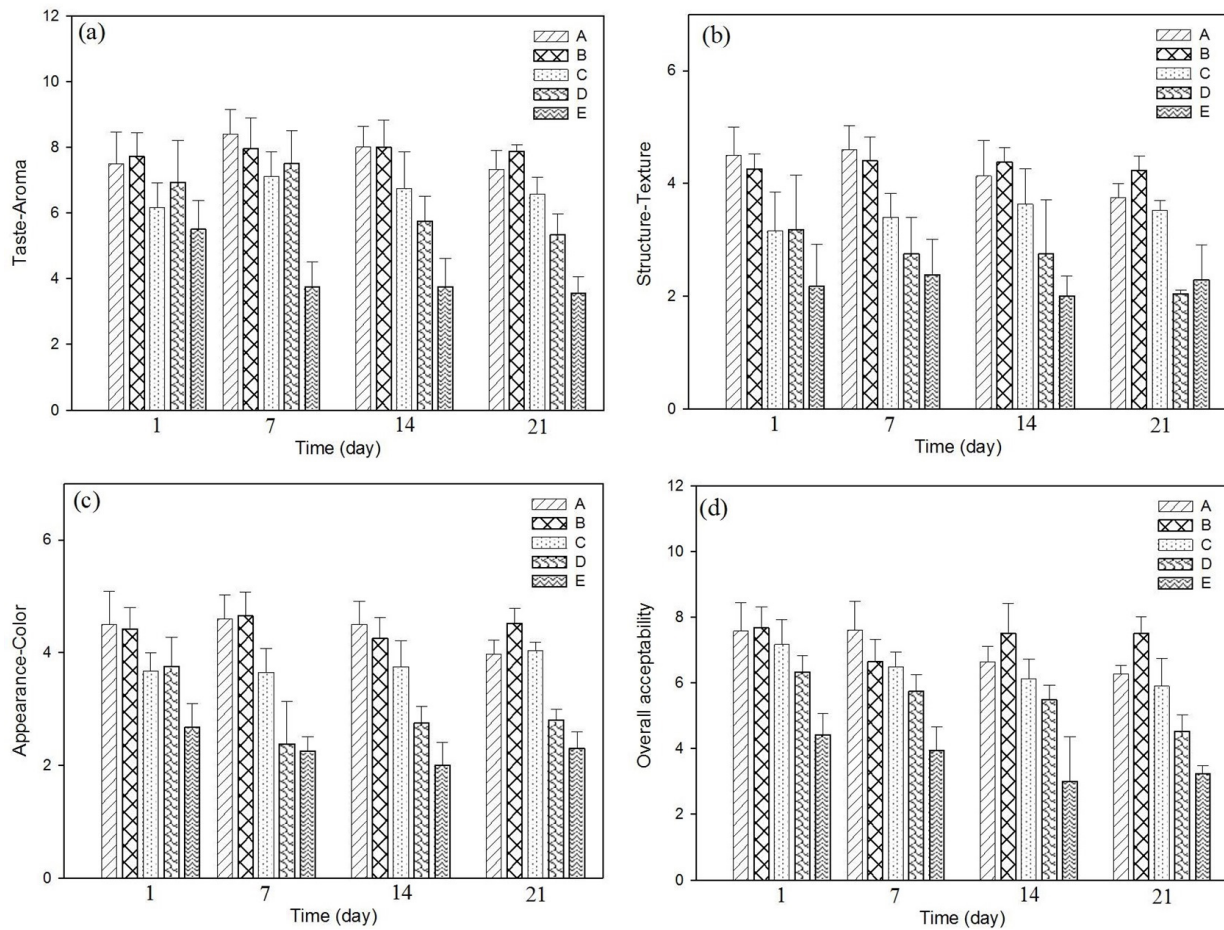 (a)
A
B
C
D
E
12
10
8
6
4
2
0
Taste-Aroma
1 7 14 21
Time (day)
(b)
A
B
C
D
E
6
4
2
0
Structure-Texture
1 7 14 21
Time (day)
(c)
A
B
C
D
E
6
4
2
0
Appearance-Color
1 7 14 21
Time (day)
(d)
A
B
C
D
E
12
10
8
6
4
2
0
Overall acceptability
1 7 14 21
Time (day)